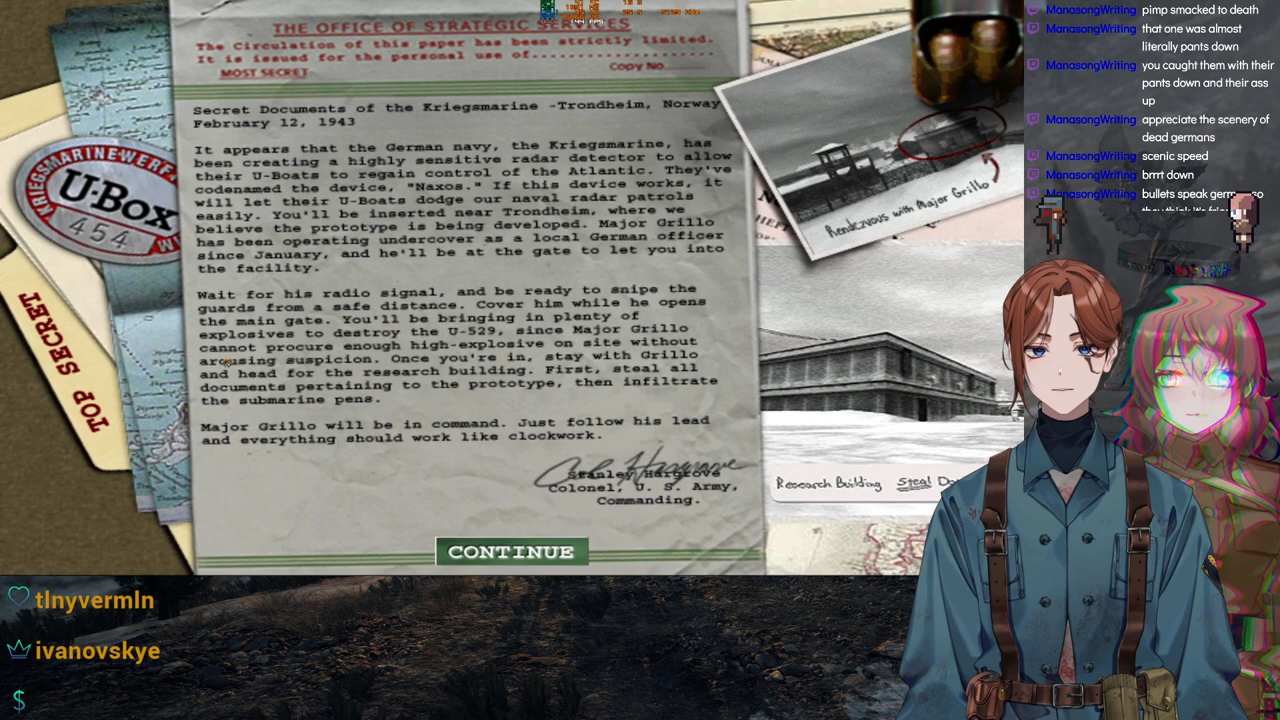 THE OFFICE OF STRATEGIC SERVICES
The Circulation of this paper has been strictly limited.
It is issued for the personal use of....................
MOST SECRET
Copy No......
Secret Documents of the Kriegsmarine -Trondheim, Norway
February 12, 1943
It appears that the German navy, the Kriegsmarine, has
been creating a highly sensitive radar detector to allow
their U-Boats to regain control of the Atlantic. They've
codenamed the device, "Naxos." If this device works, it
will let their U-Boats dodge our naval radar patrols
easily. You'll be inserted near Trondheim, where we
believe the prototype is being developed. Major Grillo
has been operating undercover as a local German officer
since January, and he'll be at the gate to let you into
the facility.
Wait for his radio signal, and be ready to snipe the
guards from a safe distance. Cover him while he opens
the main gate. You'll be bringing in plenty of
explosives to destroy the U-529, since Major Grillo
cannot procure enough high-explosive on site without
arousing suspicion. Once you're in, stay with Grillo
and head for the research building. First, steal all
documents pertaining to the prototype, then infiltrate
the submarine pens.
Major Grillo will be in command. Just follow his lead
and everything should work like clockwork.
Stanley Hargrove
Colonel, U. S. Army,
Commanding.
CONTINUE
KRIEGSMARINEWERF
U-Box
454
TOP SECRET
Rendezvous with Major Grillo
Research Building Steal
tlnyvermln
ivanovskye
$
ManasongWriting pimp smacked to death
ManasongWriting that one was almost
literally pants down
ManasongWriting you caught them with their
pants down and their ass
up
ManasongWriting appreciate the scenery of
dead germans
ManasongWriting scenic speed
ManasongWriting brrrt down
ManasongWriting bullets speak german so